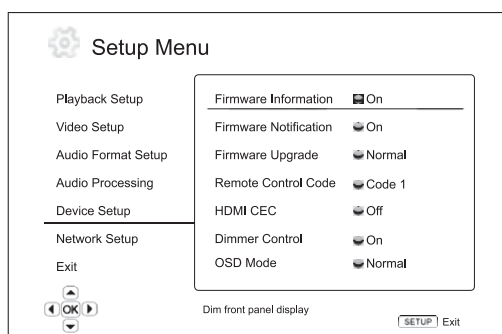 Setup Menu
Playback Setup
Video Setup
Audio Format Setup
Audio Processing
Device Setup
Network Setup
Exit
Firmware Information On
Firmware Notification On
Firmware Upgrade Normal
Remote Control Code Code 1
HDMI CEC Off
Dimmer Control On
OSD Mode Normal
OK
Dim front panel display
SETUP Exit